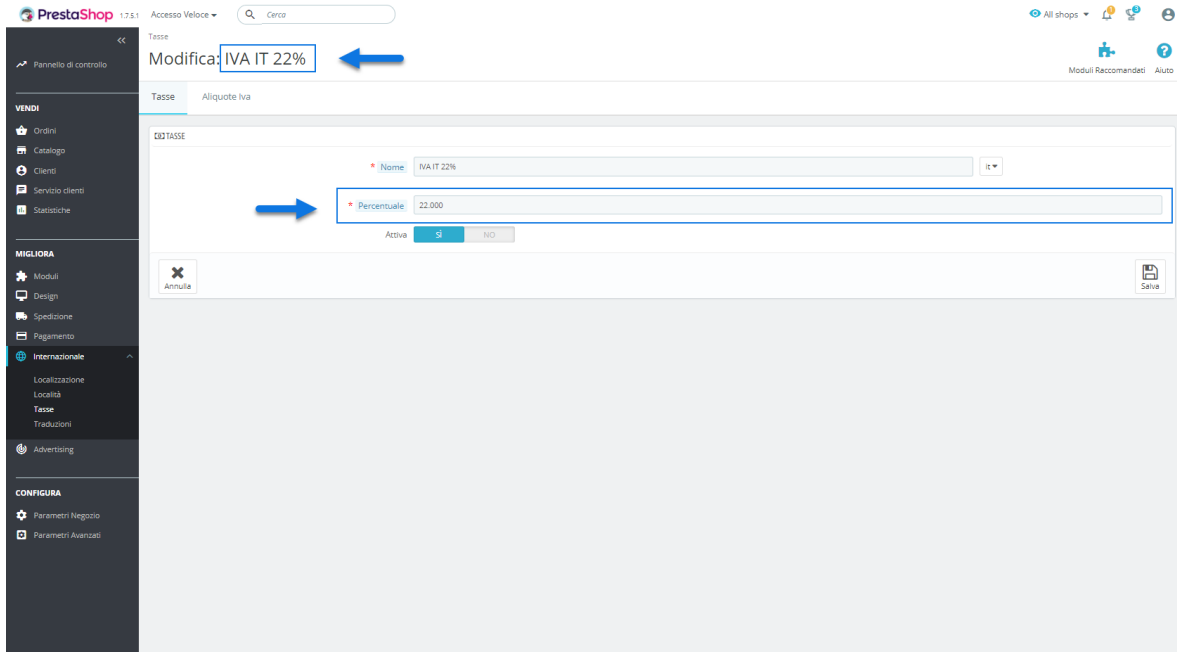 PrestaShop 1.7.5.1 Accesso Veloce Cerca All shops 1 3
Tasse
Modifica: IVA IT 22%
Moduli Raccomandati Aiuto
Tasse Aliquote Iva
Pannello di controllo
VENDI
Ordini
Catalogo
Clienti
Servizio clienti
Statistiche
MIGLIORA
Moduli
Design
Spedizione
Pagamento
Internazionale
Localizzazione
Località
Tasse
Traduzioni
Advertising
CONFIGURA
Parametri Negozio
Parametri Avanzati
TASSE
* Nome IVA IT 22% it
* Percentuale 22.000
Attiva SÌ NO
Annulla Salva